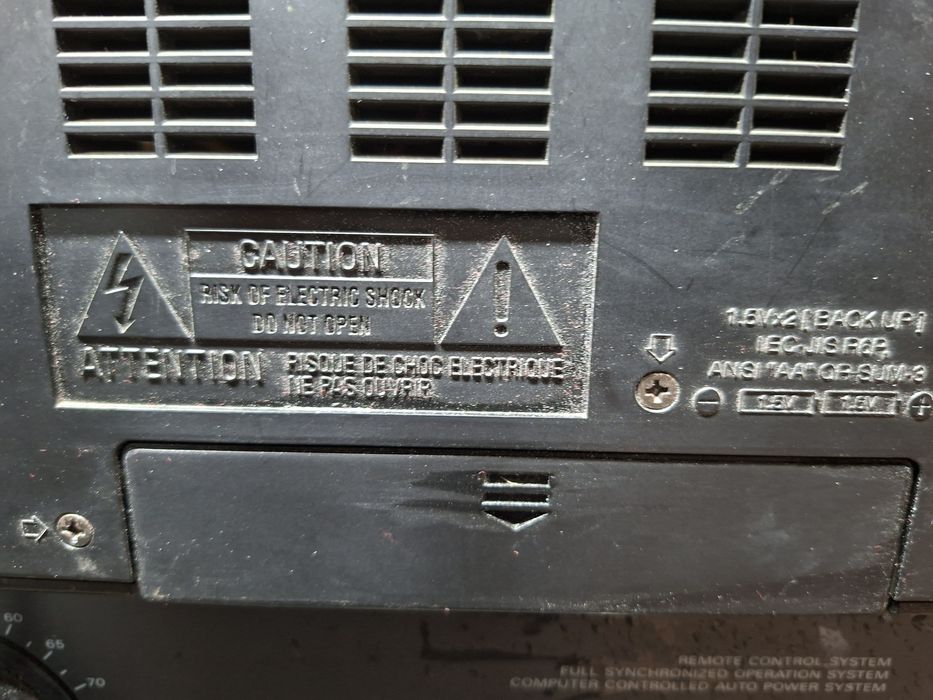 CAUTION
RISK OF ELECTRIC SHOCK
DO NOT OPEN
ATTENTION RISQUE DE CHOC ELECTRIQUE
NE PAS OUVRIR
1.5V×2 [BACK UP]
IEC·JIS R6P,
ANSI "AA" OR SUM-3
1.5V 1.5V
60
65
70
REMOTE CONTROL SYSTEM
FULL SYNCHRONIZED OPERATION SYSTEM
COMPUTER CONTROLLED AUTO POWER SYSTEM